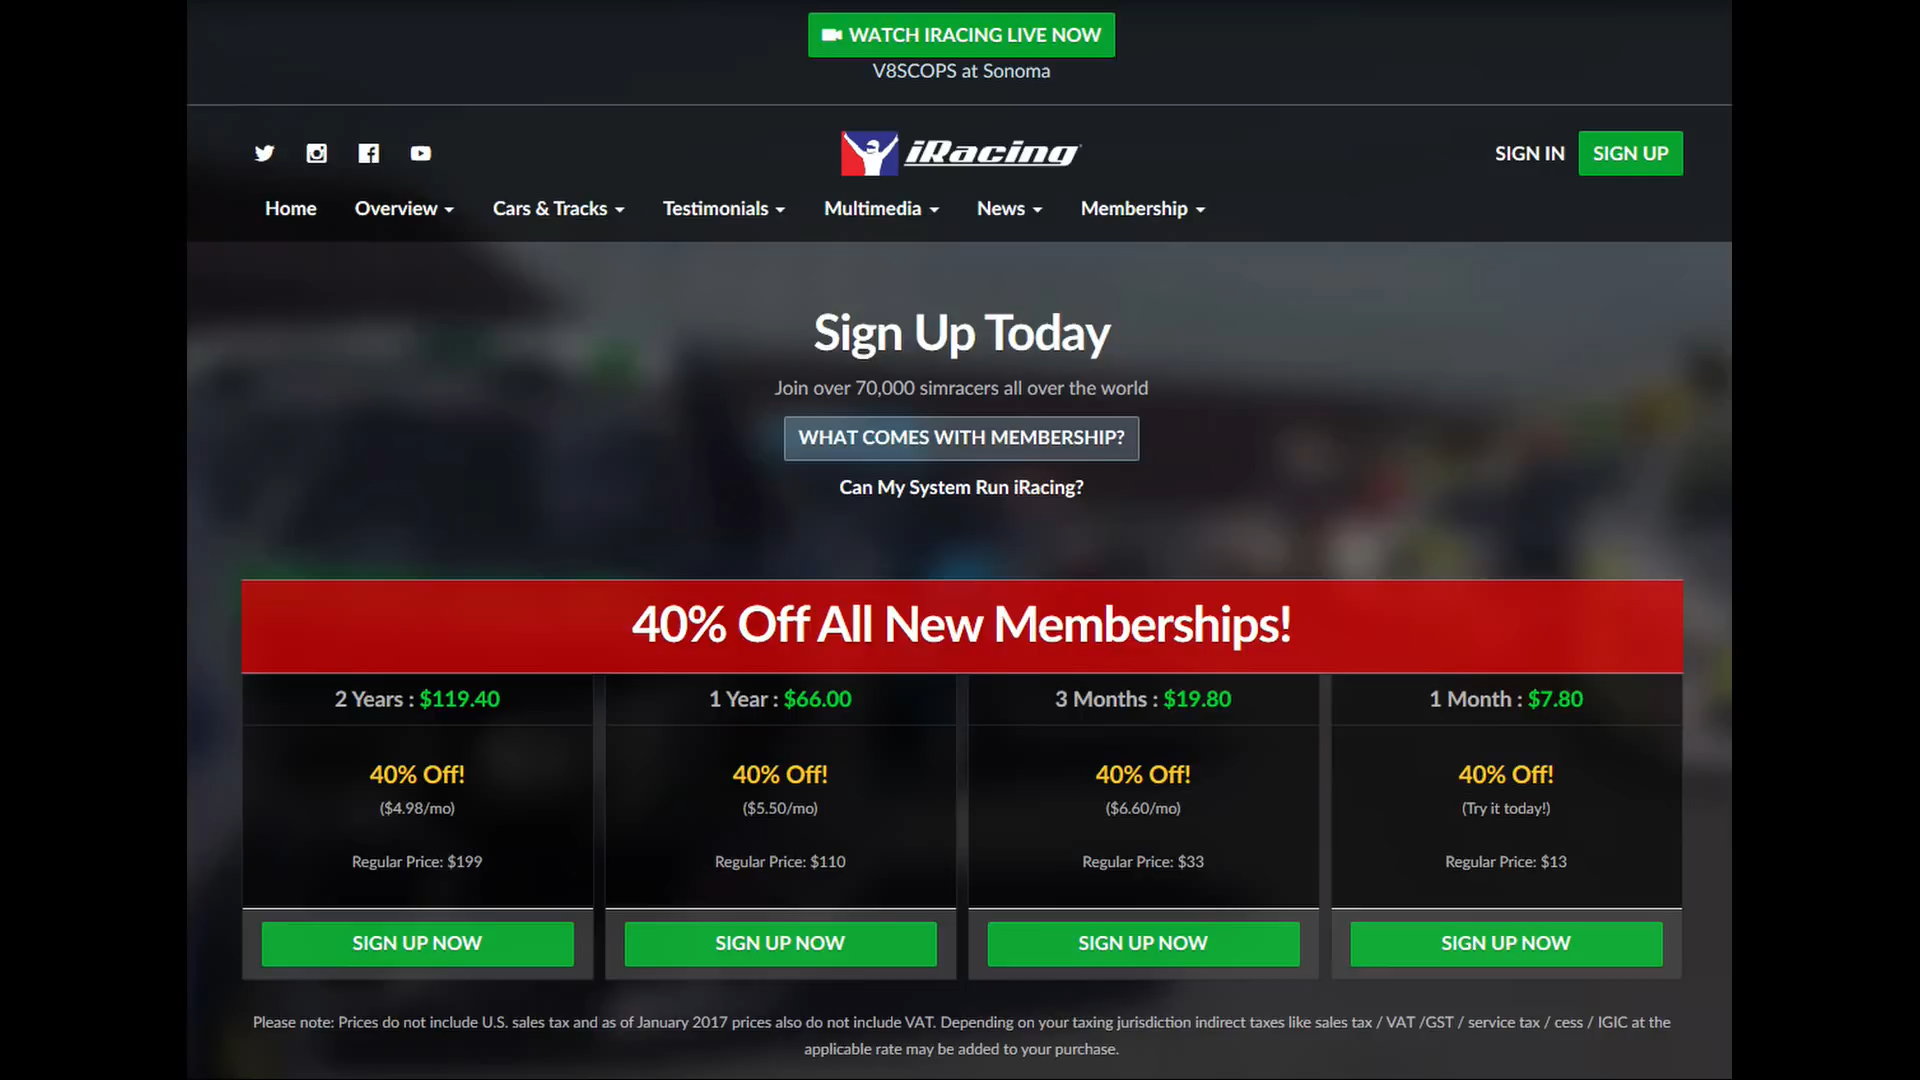 WATCH IRACING LIVE NOW
V8SCOPS at Sonoma
iRacing
SIGN IN SIGN UP
Home Overview Cars & Tracks Testimonials Multimedia News Membership
Sign Up Today
Join over 70,000 simracers all over the world
WHAT COMES WITH MEMBERSHIP?
Can My System Run iRacing?
40% Off All New Memberships!
2 Years : $119.40 1 Year : $66.00 3 Months : $19.80 1 Month : $7.80
40% Off! 40% Off! 40% Off! 40% Off!
($4.98/mo) ($5.50/mo) ($6.60/mo) (Try it today!)
Regular Price: $199 Regular Price: $110 Regular Price: $33 Regular Price: $13
SIGN UP NOW SIGN UP NOW SIGN UP NOW SIGN UP NOW
Please note: Prices do not include U.S. sales tax and as of January 2017 prices also do not include VAT. Depending on your taxing jurisdiction indirect taxes like sales tax / VAT /GST / service tax / cess / IGIC at the
applicable rate may be added to your purchase.